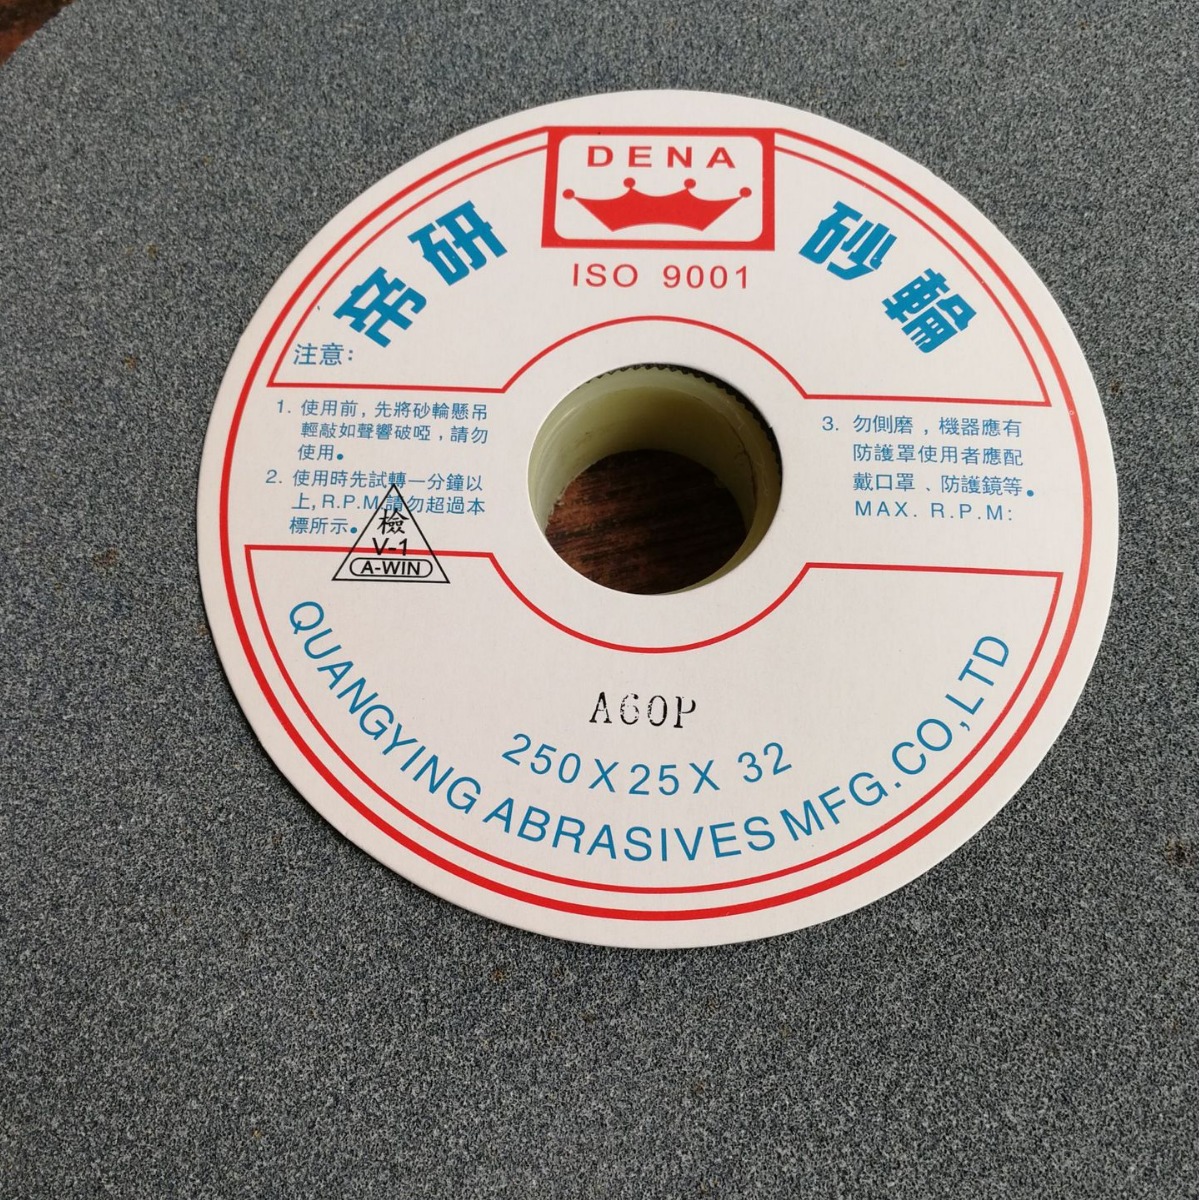 DENA
帝研 砂輪
ISO 9001
注意:
1. 使用前,先將砂輪懸吊
輕敲如聲響破啞,請勿
使用。
2. 使用時先試轉一分鐘以
上,R.P.M請勿超過本
標所示。
檢
V-1
A-WIN
3. 勿側磨,機器應有
防護罩使用者應配
戴口罩、防護鏡等。
MAX. R.P.M:
A60P
250X25X 32
QUANGYING ABRASIVES MFG.CO,LTD